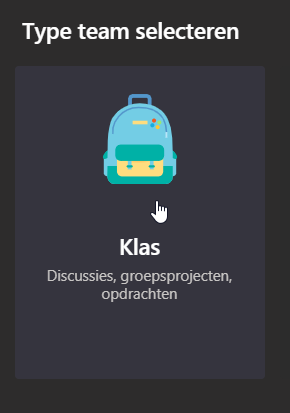 Type team selecteren
Klas
Discussies, groepsprojecten,
opdrachten